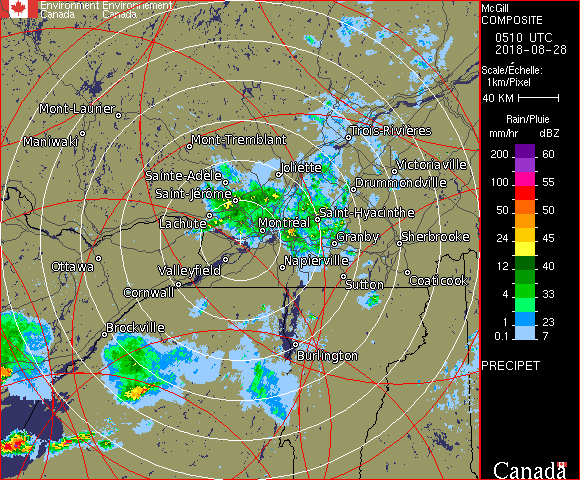 Environment Environnement
Canada Canada
McGill
COMPOSITE
0510 UTC
2018-08-28
Scale/Échelle:
1km/Pixel
40 KM
Rain/Pluie
mm/hr dBZ
200 60
100 55
50 50
24 45
12 40
4 33
1 23
0.1 7
PRECIPET
Canada
Mont-Laurier
Maniwaki
Mont-Tremblant
Trois-Rivières
Sainte-Adèle
Joliette
Victoriaville
Saint-Jérôme
Drummondville
Lachute
Montréal
Saint-Hyacinthe
Granby
Sherbrooke
Ottawa
Valleyfield
Napierville
Cornwall
Sutton
Coaticook
Brockville
Burlington